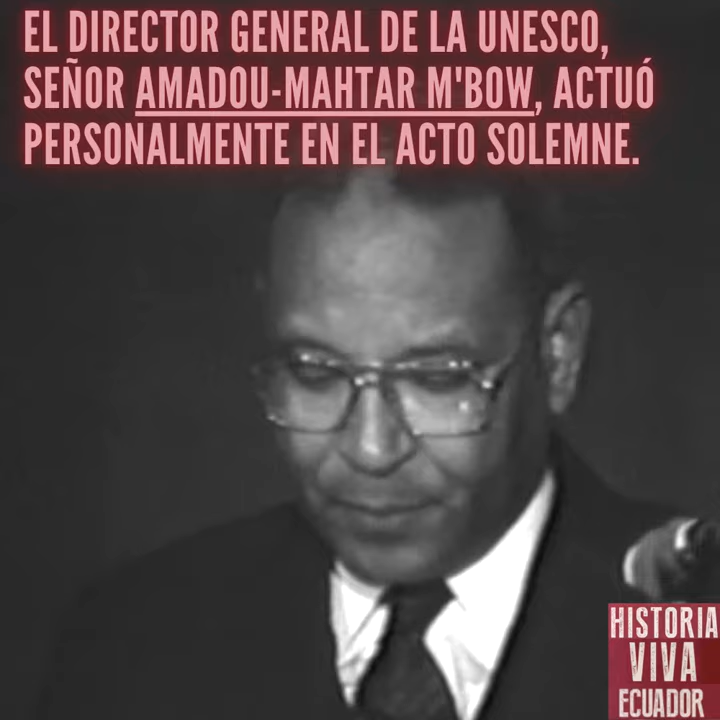 EL DIRECTOR GENERAL DE LA UNESCO,
SEÑOR AMADOU-MAHTAR M'BOW, ACTUÓ
PERSONALMENTE EN EL ACTO SOLEMNE.
HISTORIA
VIVA
ECUADOR